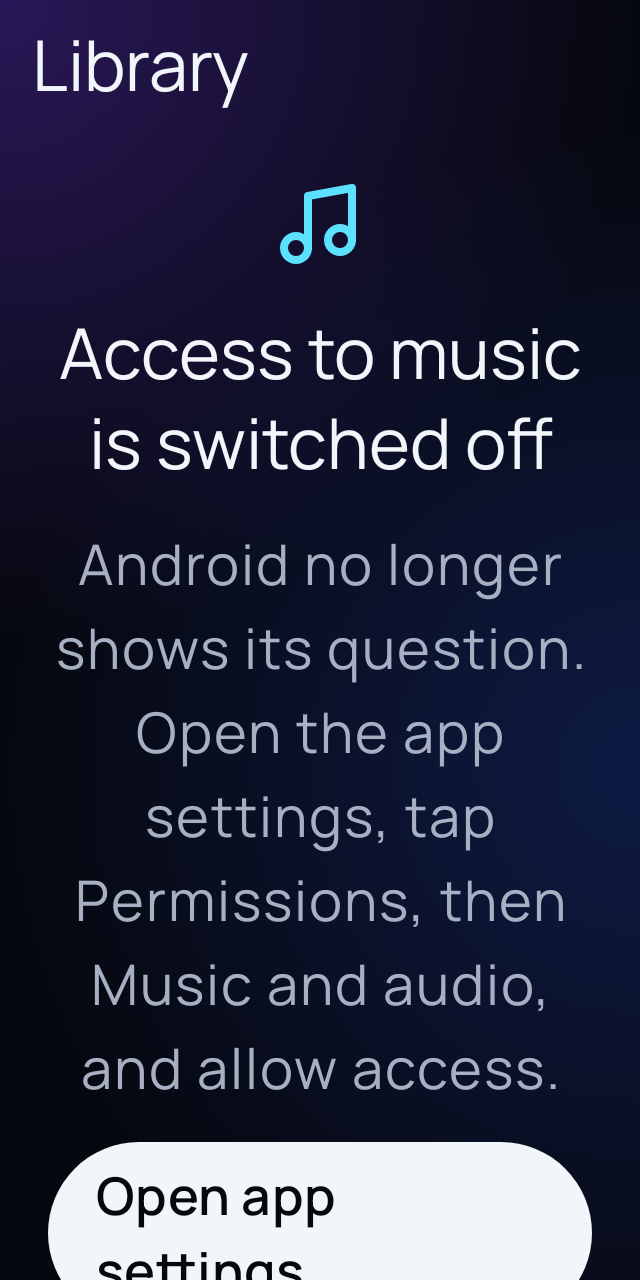 Library
Access to music
is switched off
Android no longer
shows its question.
Open the app
settings, tap
Permissions, then
Music and audio,
and allow access.
Open app
settings